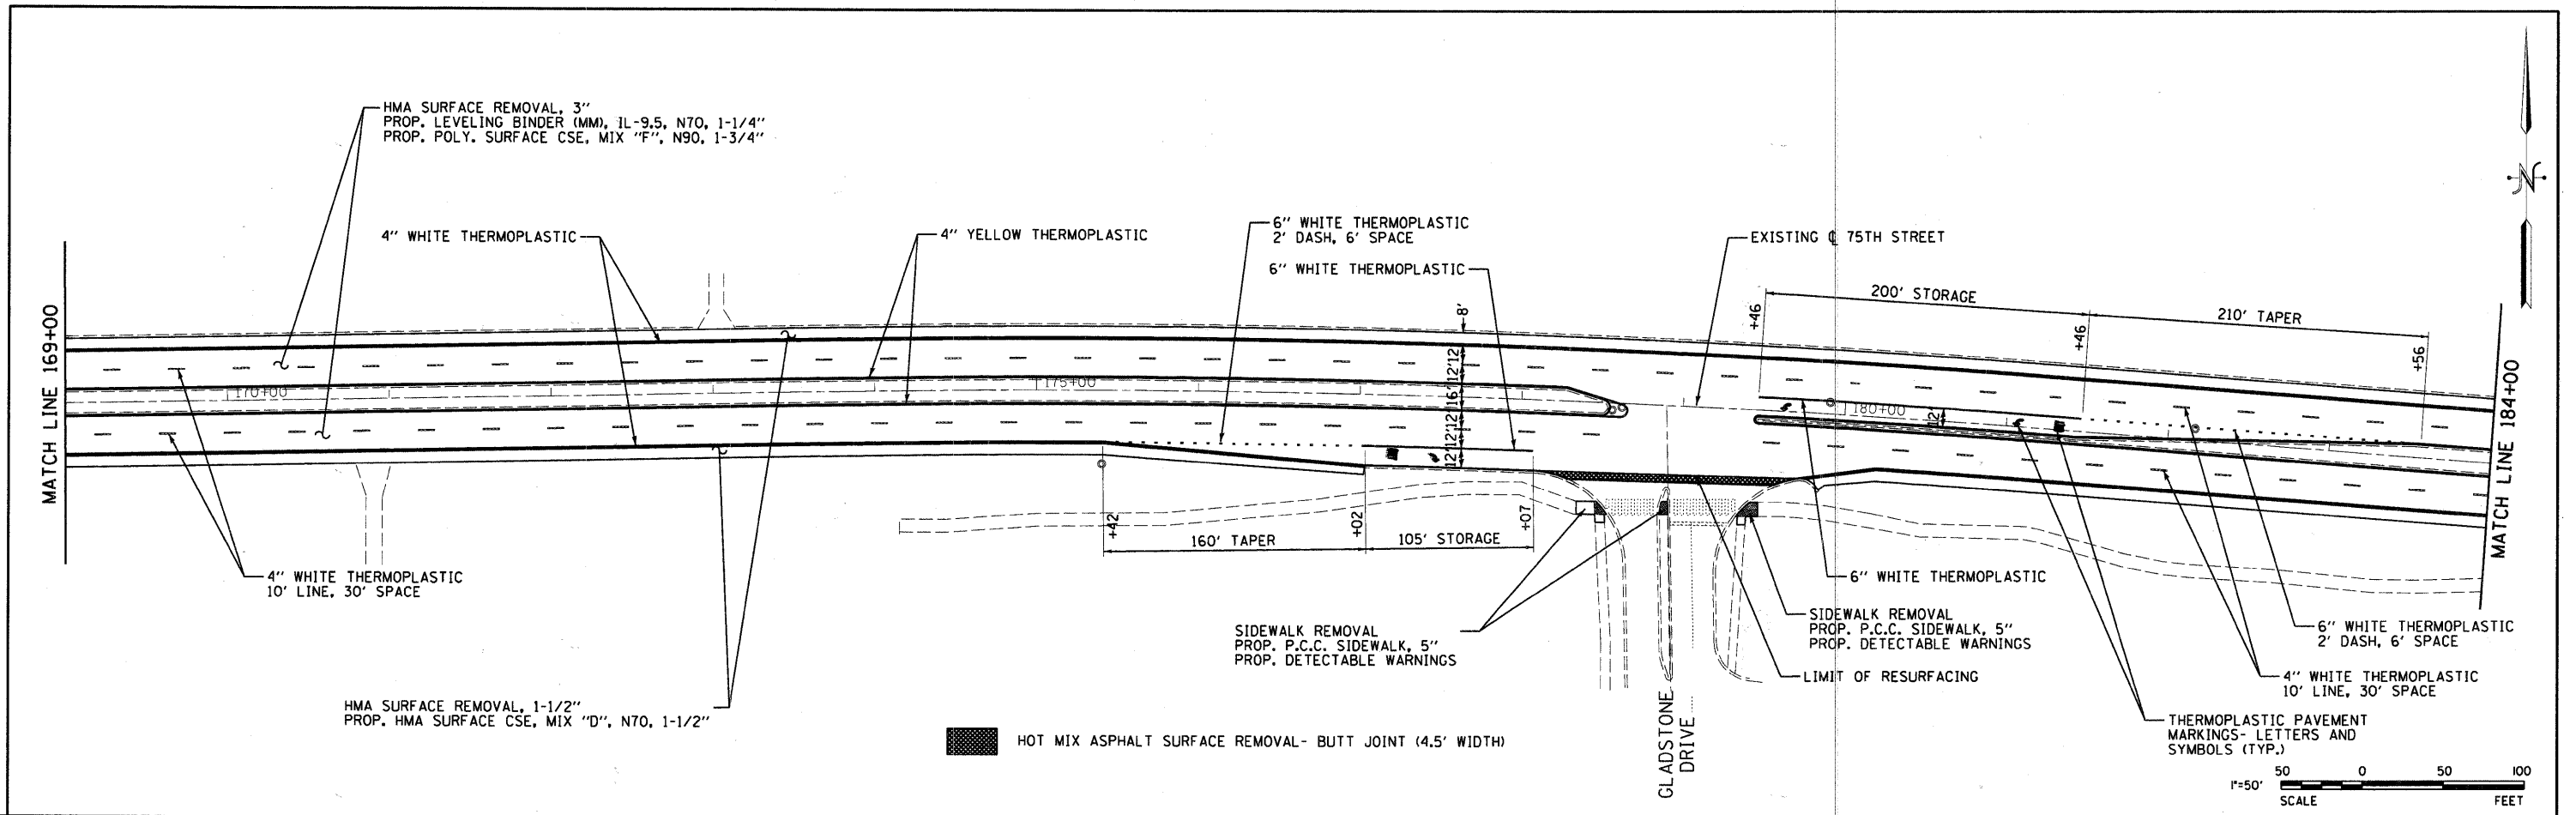 HMA SURFACE REMOVAL, 3"
PROP. LEVELING BINDER (MM), IL-9.5, N70, 1-1/4"
PROP. POLY. SURFACE CSE, MIX "F", N90, 1-3/4"
4" WHITE THERMOPLASTIC
4" YELLOW THERMOPLASTIC
6" WHITE THERMOPLASTIC
2' DASH, 6' SPACE
6" WHITE THERMOPLASTIC
EXISTING ℄ 75TH STREET
200' STORAGE
210' TAPER
+46
+46
+56
8'
12'
12'
16'
12'
12'
12'
12'
MATCH LINE 169+00
170+00
175+00
180+00
MATCH LINE 184+00
+42
+02
+07
160' TAPER
105' STORAGE
4" WHITE THERMOPLASTIC
10' LINE, 30' SPACE
6" WHITE THERMOPLASTIC
SIDEWALK REMOVAL
PROP. P.C.C. SIDEWALK, 5"
PROP. DETECTABLE WARNINGS
SIDEWALK REMOVAL
PROP. P.C.C. SIDEWALK, 5"
PROP. DETECTABLE WARNINGS
LIMIT OF RESURFACING
6" WHITE THERMOPLASTIC
2' DASH, 6' SPACE
4" WHITE THERMOPLASTIC
10' LINE, 30' SPACE
THERMOPLASTIC PAVEMENT
MARKINGS- LETTERS AND
SYMBOLS (TYP.)
HMA SURFACE REMOVAL, 1-1/2"
PROP. HMA SURFACE CSE, MIX "D", N70, 1-1/2"
HOT MIX ASPHALT SURFACE REMOVAL- BUTT JOINT (4.5' WIDTH)
GLADSTONE
DRIVE
N
50 0 50 100
1"=50'
SCALE FEET